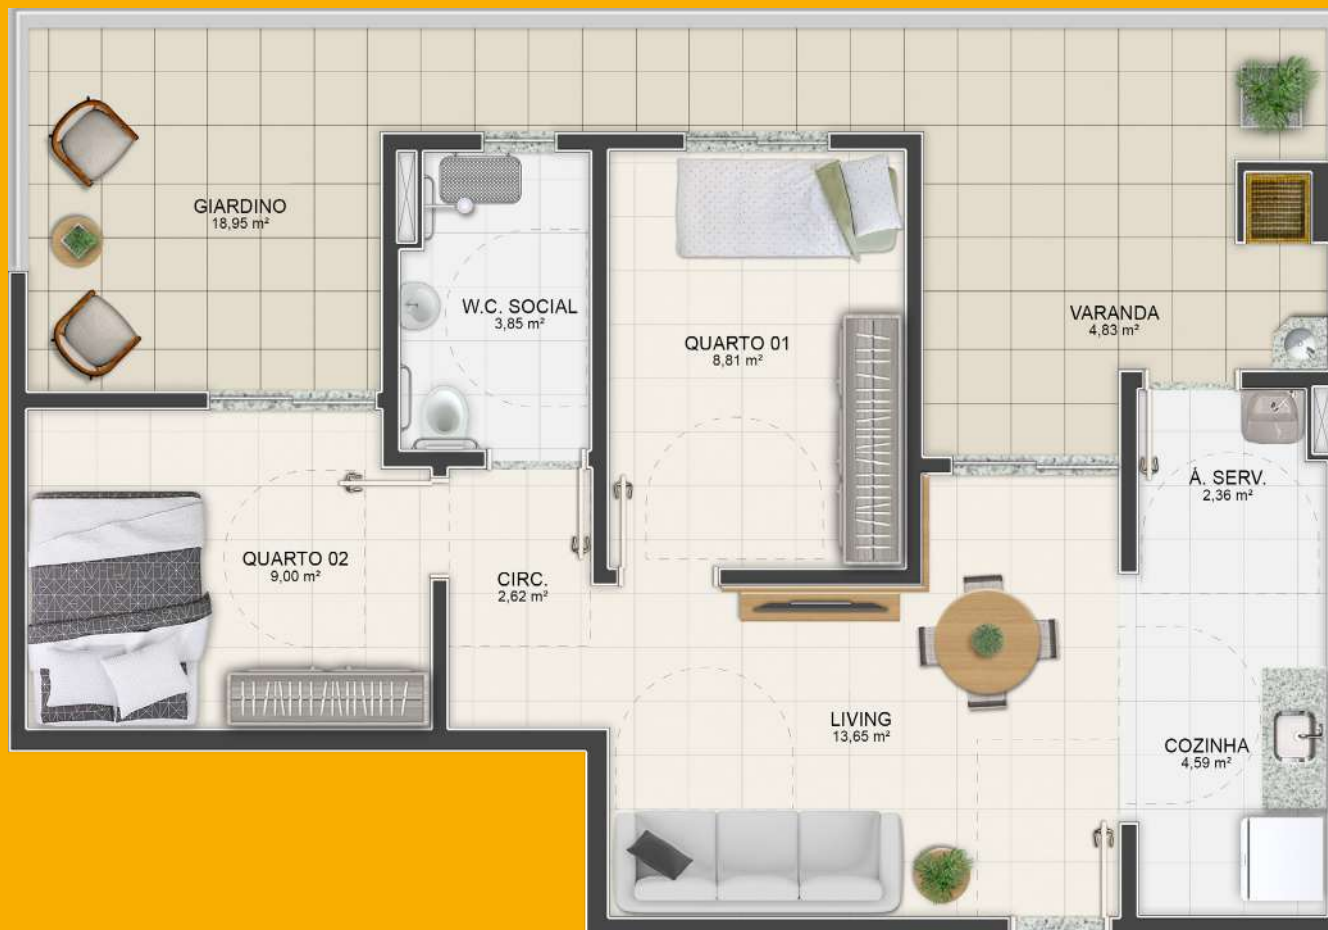 GIARDINO
18,95 m²
W.C. SOCIAL
3,85 m²
QUARTO 01
8,81 m²
VARANDA
4,83 m²
Á. SERV.
2,36 m²
QUARTO 02
9,00 m²
CIRC.
2,62 m²
LIVING
13,65 m²
COZINHA
4,59 m²